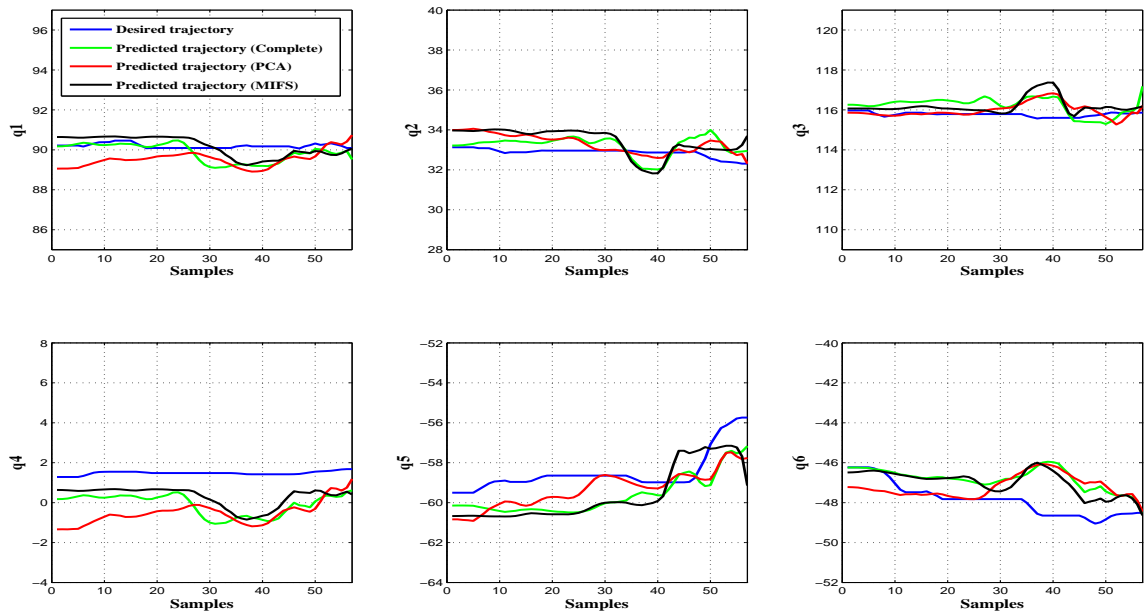 Desired trajectory
Predicted trajectory (Complete)
Predicted trajectory (PCA)
Predicted trajectory (MIFS)
q1
96
94
92
90
88
86
0 10 20 30 40 50
Samples
q2
40
38
36
34
32
30
28
0 10 20 30 40 50
Samples
q3
120
118
116
114
112
110
0 10 20 30 40 50
Samples
q4
8
6
4
2
0
−2
−4
0 10 20 30 40 50
Samples
q5
−52
−54
−56
−58
−60
−62
−64
0 10 20 30 40 50
Samples
q6
−40
−42
−44
−46
−48
−50
−52
0 10 20 30 40 50
Samples